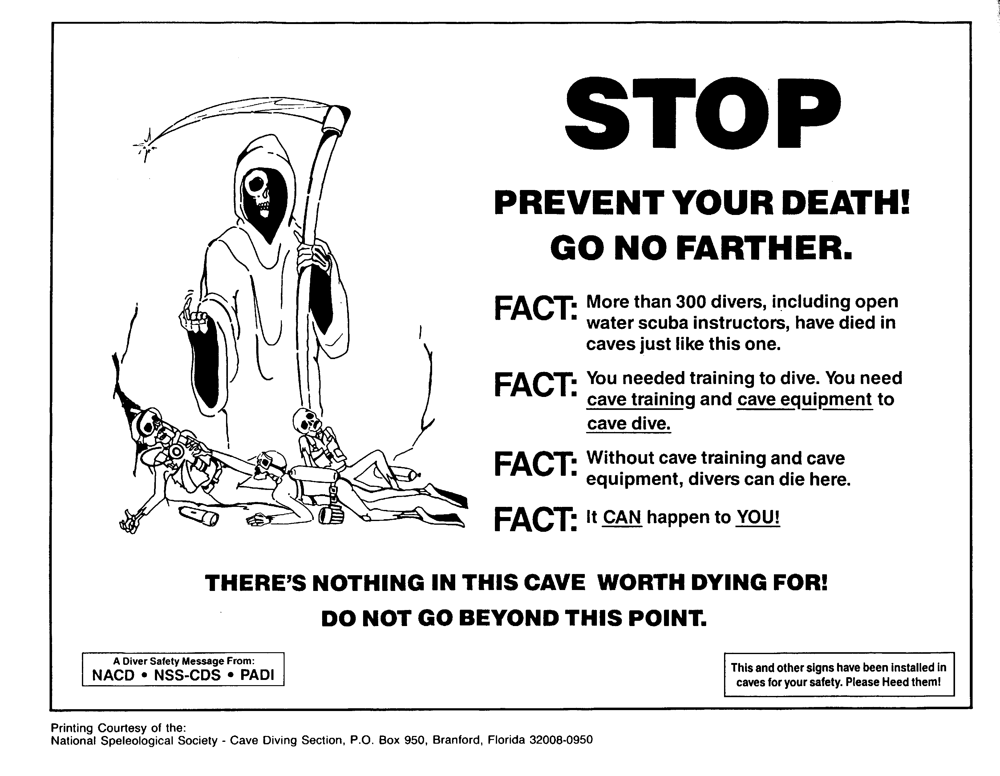 STOP
PREVENT YOUR DEATH!
GO NO FARTHER.
FACT: More than 300 divers, including open
water scuba instructors, have died in
caves just like this one.
FACT: You needed training to dive. You need
cave training and cave equipment to
cave dive.
FACT: Without cave training and cave
equipment, divers can die here.
FACT: It CAN happen to YOU!
THERE'S NOTHING IN THIS CAVE WORTH DYING FOR!
DO NOT GO BEYOND THIS POINT.
A Diver Safety Message From:
NACD • NSS-CDS • PADI
This and other signs have been installed in
caves for your safety. Please Heed them!
Printing Courtesy of the:
National Speleological Society - Cave Diving Section, P.O. Box 950, Branford, Florida 32008-0950